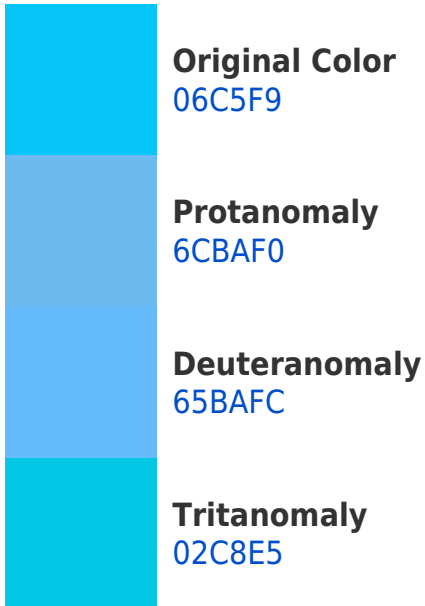 Original Color
06C5F9
Protanomaly
6CBAF0
Deuteranomaly
65BAFC
Tritanomaly
02C8E5